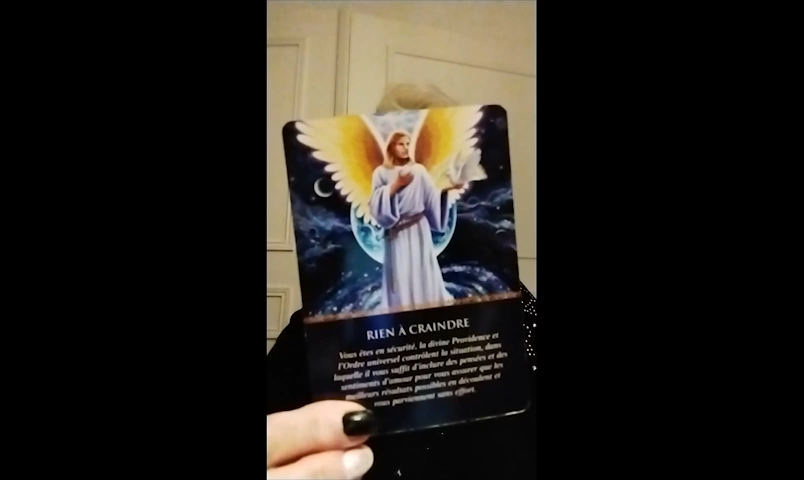 RIEN À CRAINDRE
Vous êtes en sécurité, la divine Providence et
l'Ordre universel contrôlent la situation, dans
laquelle il vous suffit d'inclure des pensées et des
sentiments d'amour pour vous assurer que les
meilleurs résultats possibles en découlent et
vous parviennent sans effort.